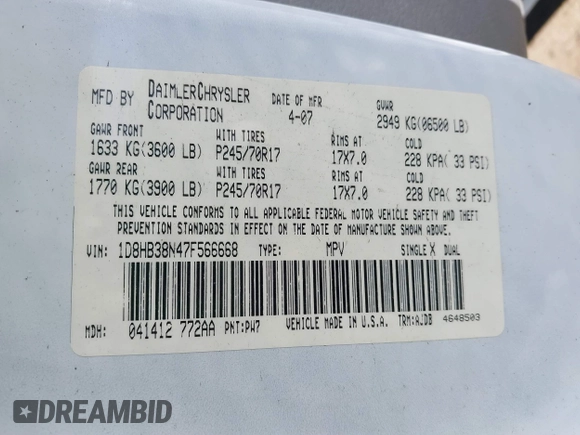 MFD BY DAIMLERCHRYSLER CORPORATION DATE OF MFR 4-07 GVWR 2949 KG(06500 LB)
GAWR FRONT WITH TIRES RIMS AT COLD
1633 KG(3600 LB) P245/70R17 17X7.0 228 KPA( 33 PSI)
GAWR REAR WITH TIRES RIMS AT COLD
1770 KG(3900 LB) P245/70R17 17X7.0 228 KPA( 33 PSI)
THIS VEHICLE CONFORMS TO ALL APPLICABLE FEDERAL MOTOR VEHICLE SAFETY AND THEFT
PREVENTION STANDARDS IN EFFECT ON THE DATE OF MANUFACTURE SHOWN ABOVE.
VIN: 1D8HB38N47F566668 TYPE: MPV SINGLE X DUAL
MDH: 041412 772AA PNT:PW7 VEHICLE MADE IN U.S.A. TRM:AJDB 4648503
DREAMBID